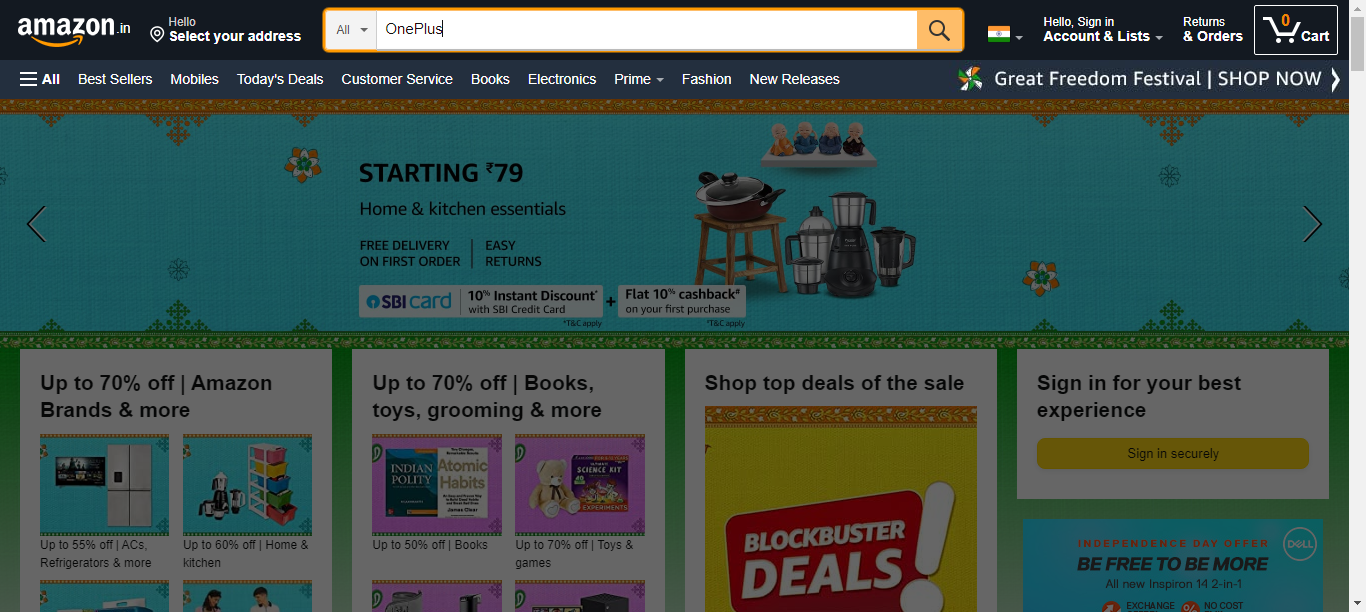 amazon.in
Hello
Select your address
All
OnePlus
Hello, Sign in
Account & Lists
Returns
& Orders
0
Cart
All
Best Sellers
Mobiles
Today's Deals
Customer Service
Books
Electronics
Prime
Fashion
New Releases
Great Freedom Festival | SHOP NOW
STARTING ₹79
Home & kitchen essentials
FREE DELIVERY
ON FIRST ORDER
EASY
RETURNS
SBI card
10% Instant Discount*
with SBI Credit Card
*T&C apply
+
Flat 10% cashback#
on your first purchase
*T&C apply
Up to 70% off | Amazon
Brands & more
Up to 55% off | ACs,
Refrigerators & more
Up to 60% off | Home &
kitchen
Up to 70% off | Books,
toys, grooming & more
INDIAN
POLITY
Atomic
Habits
James Clear
Up to 50% off | Books
ULTIMATE
SCIENCE KIT
EXPERIMENTS
Up to 70% off | Toys &
games
Shop top deals of the sale
BLOCKBUSTER
DEALS!
Sign in for your best
experience
Sign in securely
INDEPENDENCE DAY OFFER
DELL
BE FREE TO BE MORE
All new Inspiron 14 2-in-1
EXCHANGE
% NO COST